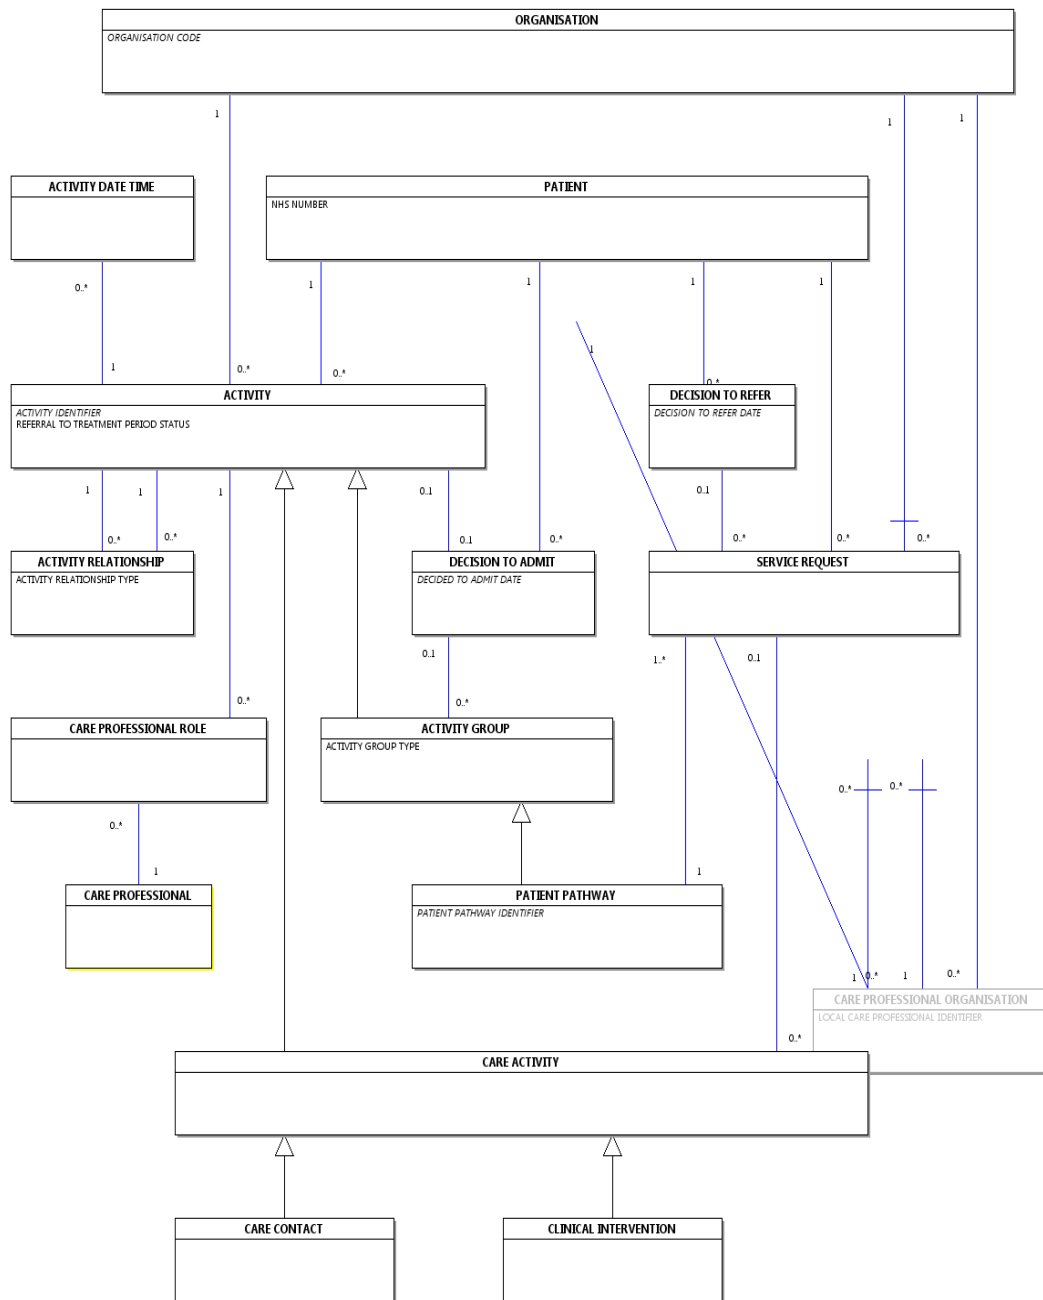 ORGANISATION
ORGANISATION CODE
1
1
1
ACTIVITY DATE TIME
PATIENT
NHS NUMBER
0..*
1
1
1
1
1
1
0..*
0..*
0..*
ACTIVITY
ACTIVITY IDENTIFIER
REFERRAL TO TREATMENT PERIOD STATUS
DECISION TO REFER
DECISION TO REFER DATE
1
1
1
0..1
0..1
0..*
0..*
0..1
0..*
0..*
0..*
0..*
ACTIVITY RELATIONSHIP
ACTIVITY RELATIONSHIP TYPE
DECISION TO ADMIT
DECIDED TO ADMIT DATE
SERVICE REQUEST
0..1
1..*
0..1
0..*
0..*
CARE PROFESSIONAL ROLE
ACTIVITY GROUP
ACTIVITY GROUP TYPE
0..*
0..*
0..*
1
1
CARE PROFESSIONAL
PATIENT PATHWAY
PATIENT PATHWAY IDENTIFIER
1
0..*
1
0..*
CARE PROFESSIONAL ORGANISATION
LOCAL CARE PROFESSIONAL IDENTIFIER
0..*
CARE ACTIVITY
CARE CONTACT
CLINICAL INTERVENTION